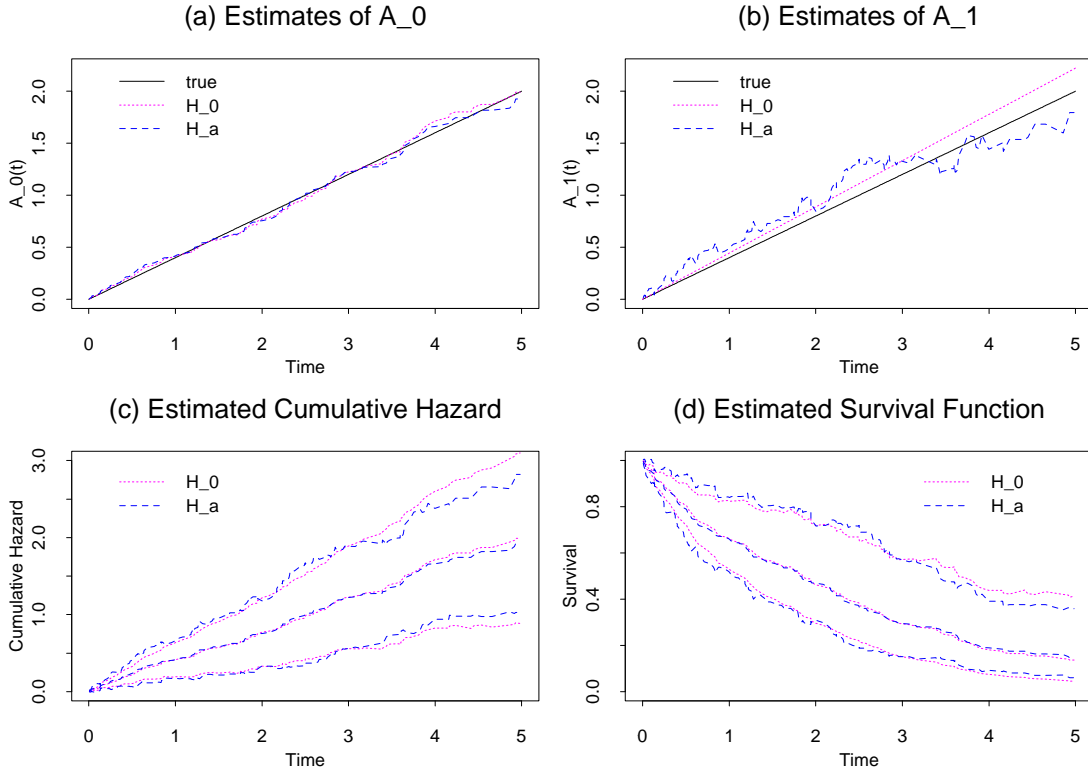 (a) Estimates of A_0
true
H_0
H_a
A_0(t)
0.0
0.5
1.0
1.5
2.0
0 1 2 3 4 5
Time
(b) Estimates of A_1
true
H_0
H_a
A_1(t)
0.0
0.5
1.0
1.5
2.0
0 1 2 3 4 5
Time
(c) Estimated Cumulative Hazard
H_0
H_a
Cumulative Hazard
0.0
1.0
2.0
3.0
0 1 2 3 4 5
Time
(d) Estimated Survival Function
H_0
H_a
Survival
0.0
0.4
0.8
0 1 2 3 4 5
Time